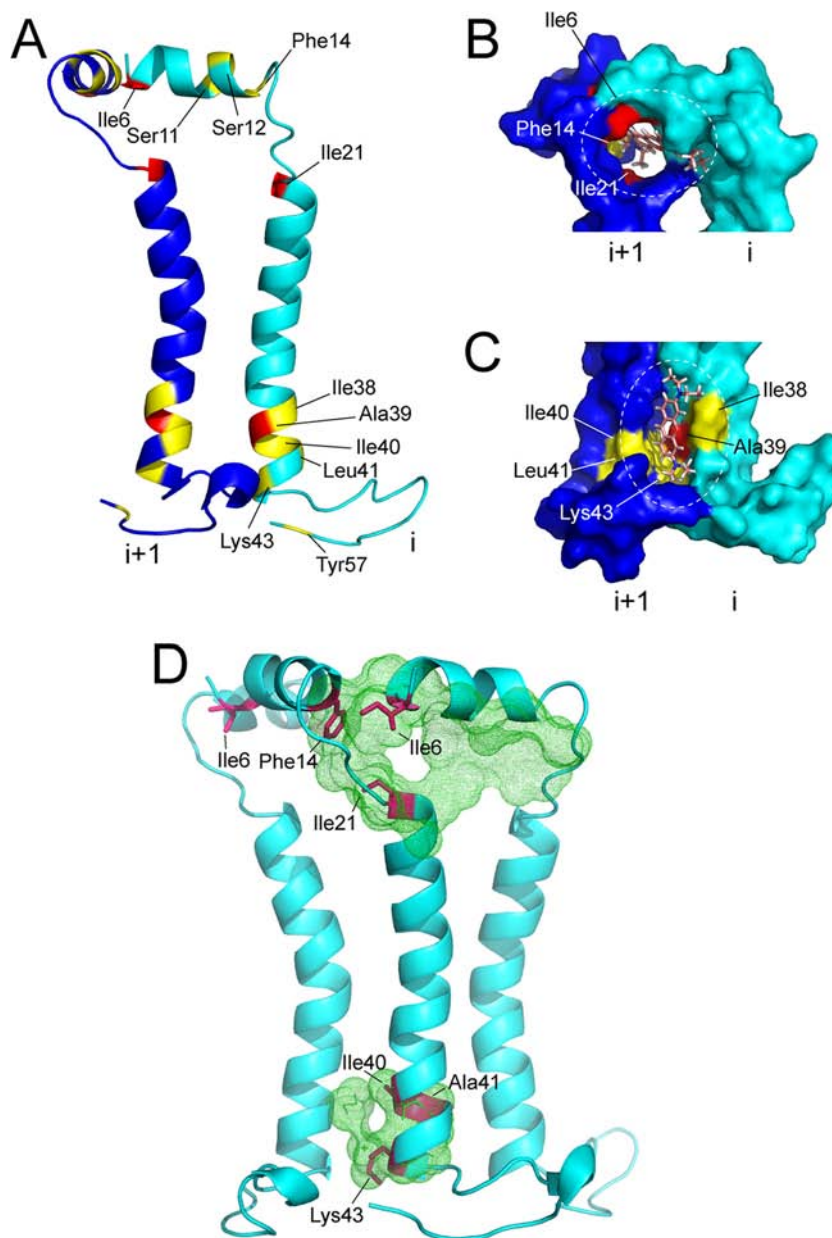 A
Phe14
Ile6
Ser11
Ser12
Ile21
Ile38
Ala39
Ile40
Leu41
Lys43
Tyr57
i+1
i
B
Ile6
Phe14
Ile21
i+1
i
C
Ile38
Ile40
Ala39
Leu41
Lys43
i+1
i
D
Ile6
Phe14
Ile6
Ile21
Ile40
Ala41
Lys43